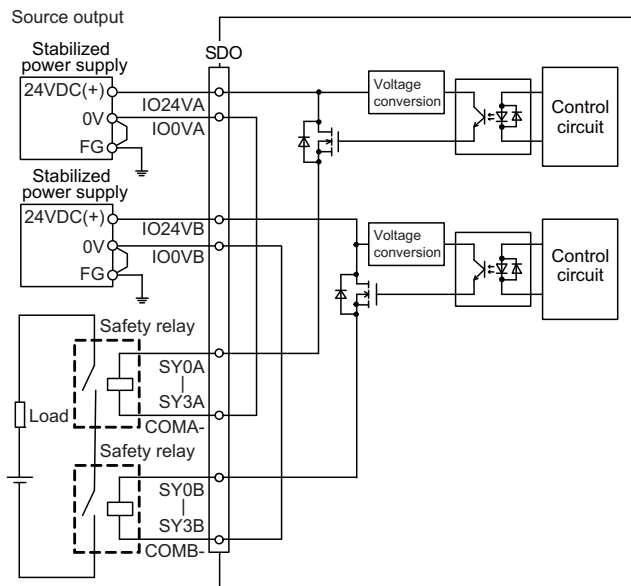 Source output
Stabilized
power supply
24VDC(+)
0V
FG
SDO
IO24VA
IO0VA
Voltage
conversion
Control
circuit
Stabilized
power supply
24VDC(+)
0V
FG
IO24VB
IO0VB
Voltage
conversion
Control
circuit
Safety relay
SY0A
|
SY3A
COMA-
Load
Safety relay
SY0B
|
SY3B
COMB-